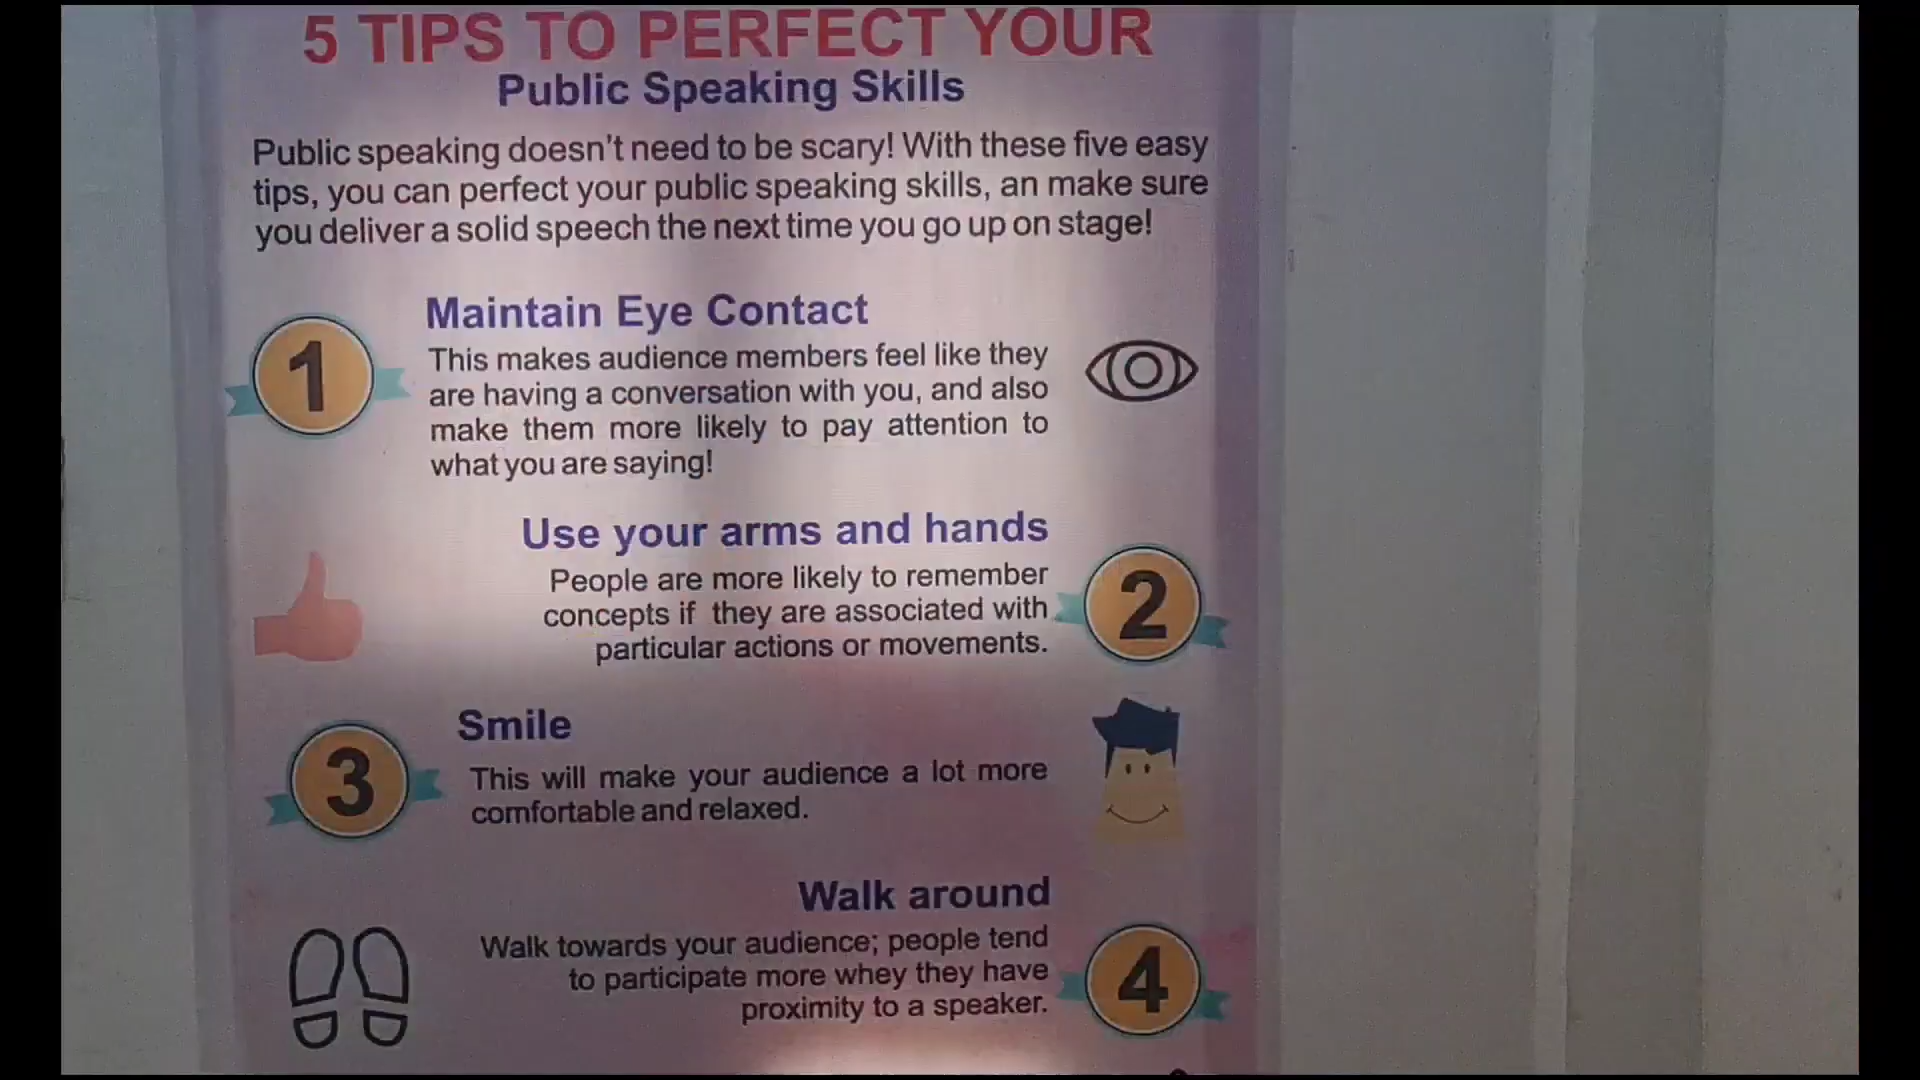 5 TIPS TO PERFECT YOUR
Public Speaking Skills
Public speaking doesn't need to be scary! With these five easy
tips, you can perfect your public speaking skills, an make sure
you deliver a solid speech the next time you go up on stage!
1
Maintain Eye Contact
This makes audience members feel like they
are having a conversation with you, and also
make them more likely to pay attention to
what you are saying!
Use your arms and hands
People are more likely to remember
concepts if they are associated with
particular actions or movements.
2
3
Smile
This will make your audience a lot more
comfortable and relaxed.
Walk around
Walk towards your audience; people tend
to participate more whey they have
proximity to a speaker.
4